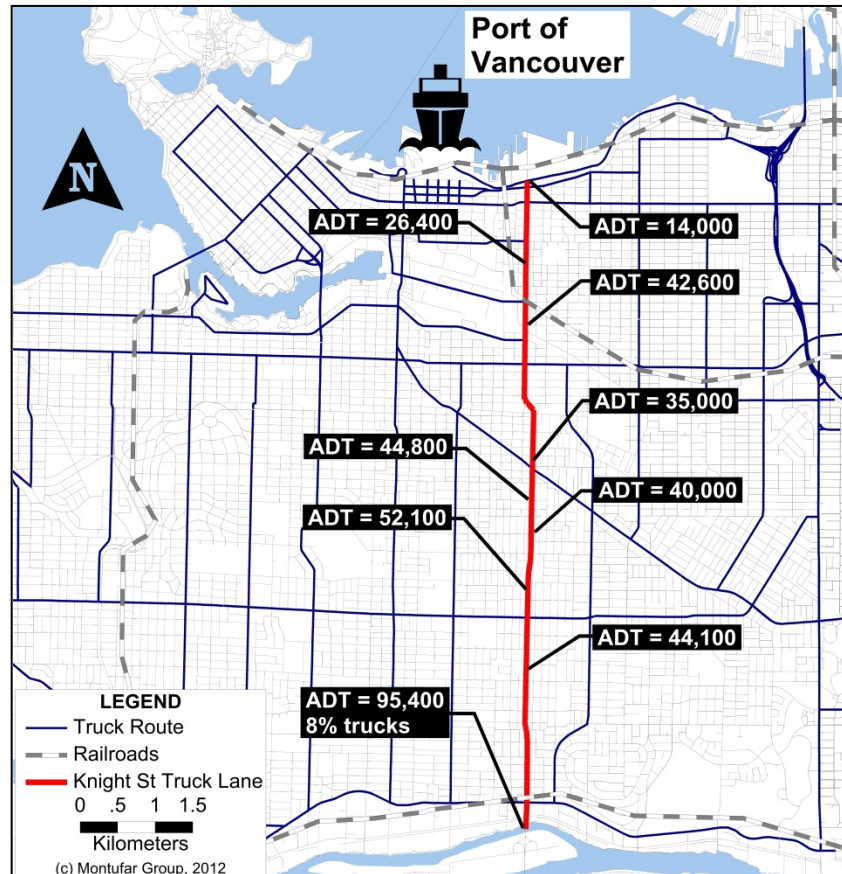 Port of
Vancouver
N
ADT = 26,400
ADT = 14,000
ADT = 42,600
ADT = 35,000
ADT = 44,800
ADT = 40,000
ADT = 52,100
ADT = 44,100
ADT = 95,400
8% trucks
LEGEND
Truck Route
Railroads
Knight St Truck Lane
0 .5 1 1.5
Kilometers
(c) Montufar Group, 2012